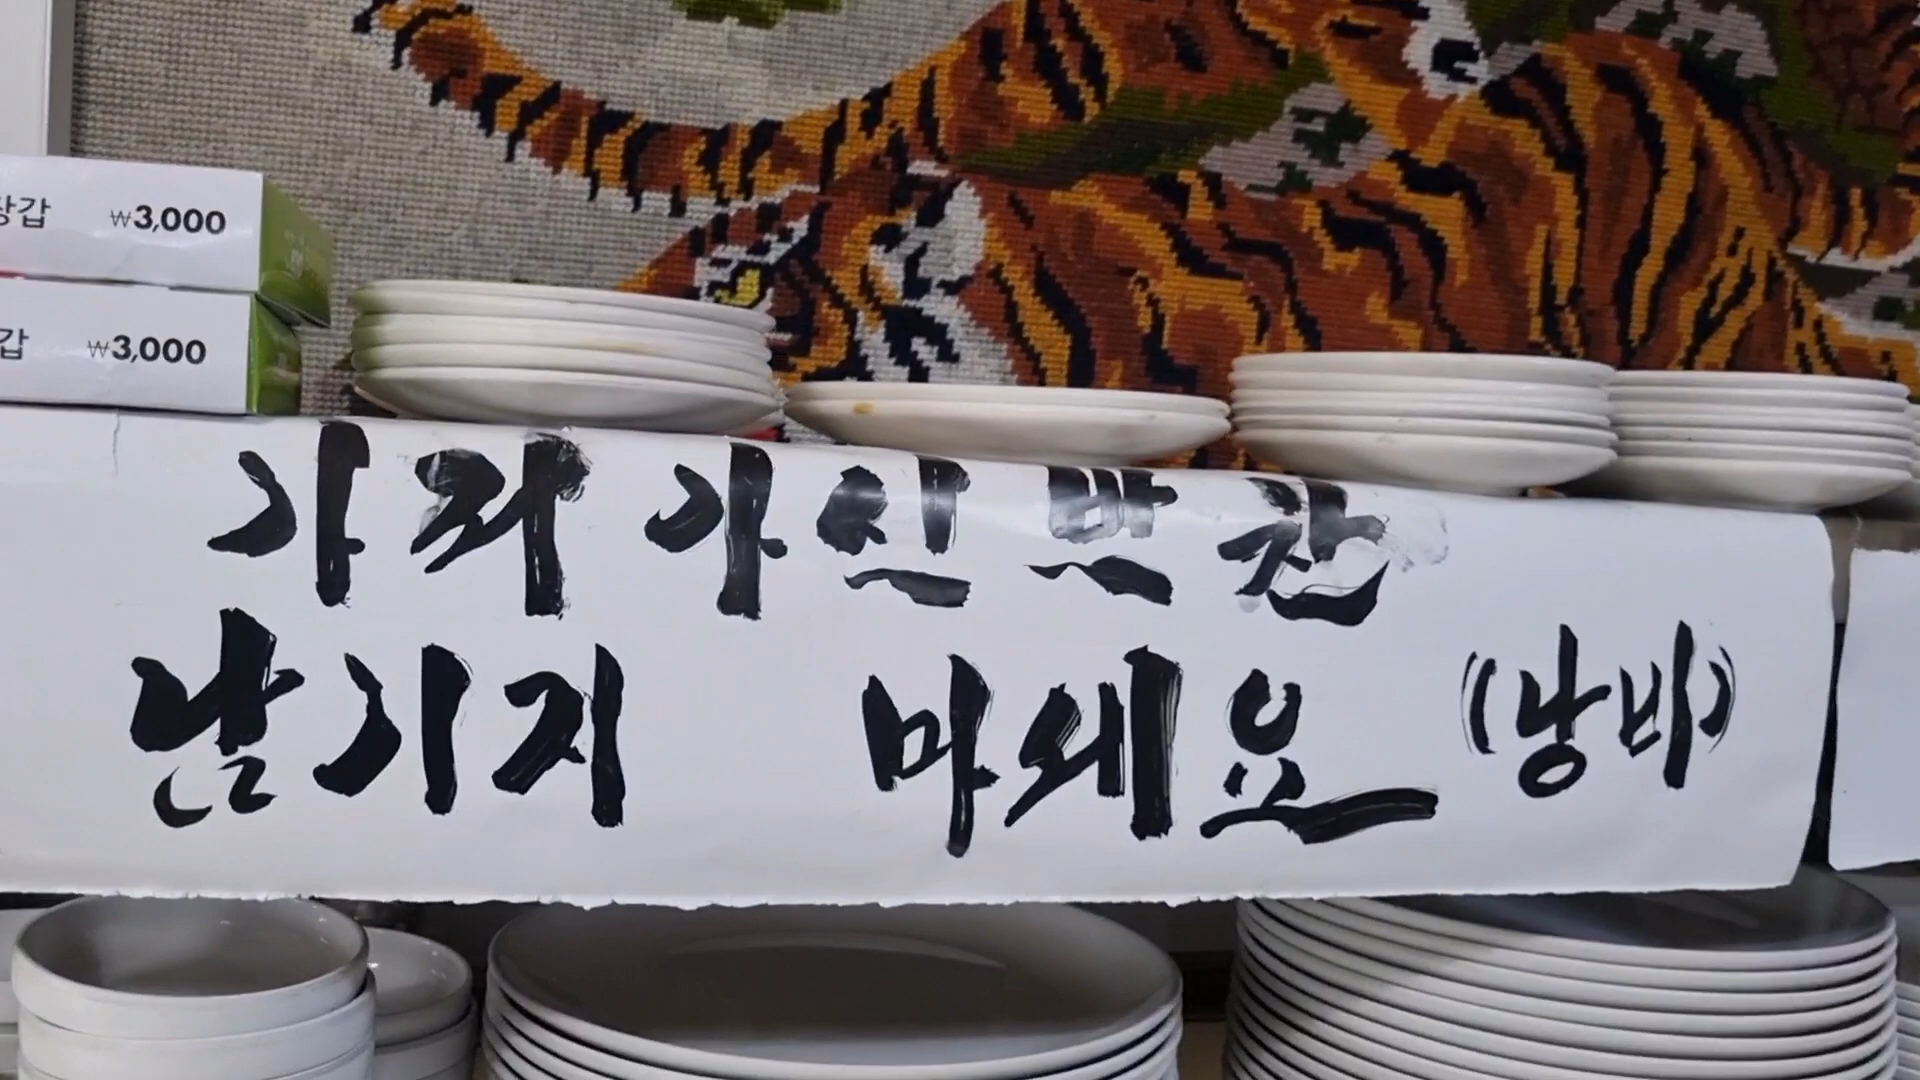 장갑 ₩3,000
갑 ₩3,000
가져가신 밧찬
남기지 마세요 (낭비)